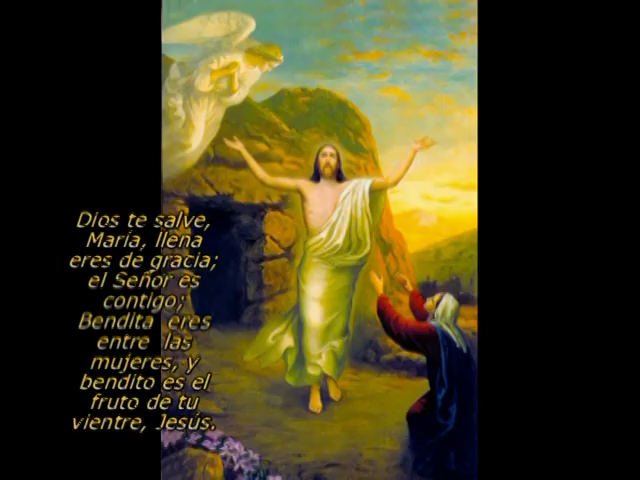 Dios te salve,
María, llena
eres de gracia;
el Señor es
contigo;
Bendita eres
entre las
mujeres, y
bendito es el
fruto de tu
vientre, Jesús.